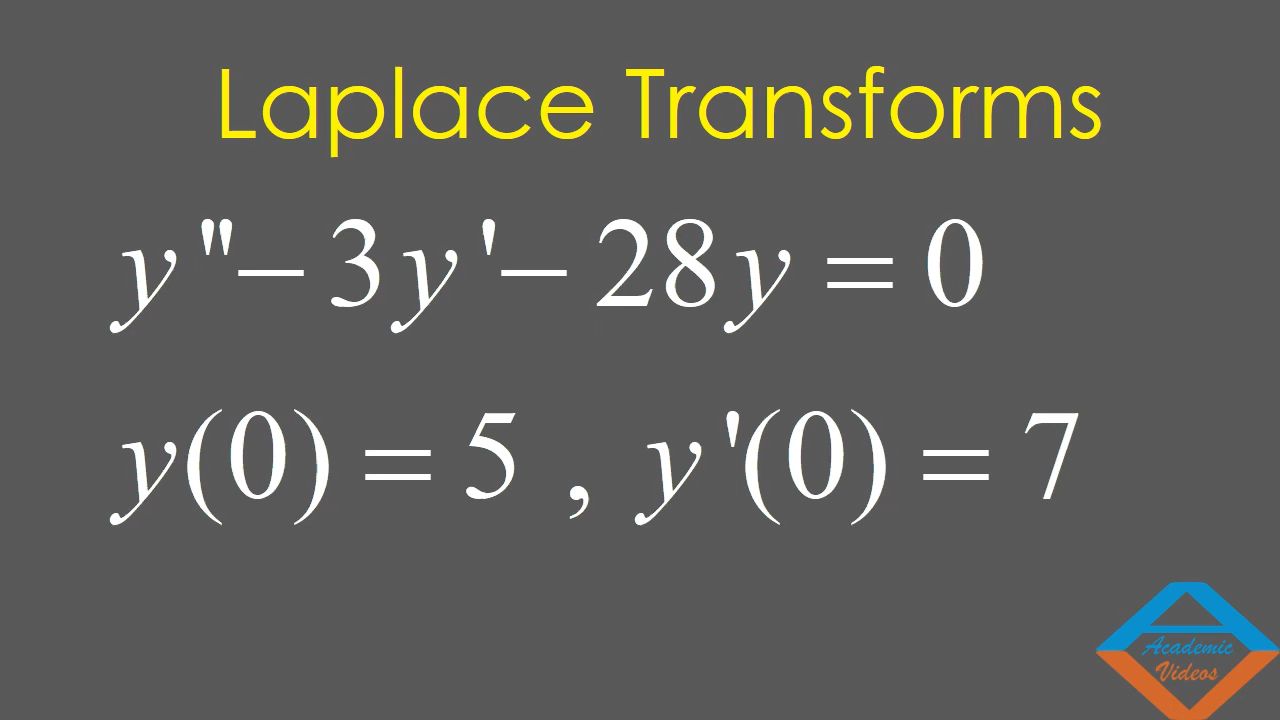 Laplace Transforms
y''− 3y'− 28y = 0
y(0) = 5 , y'(0) = 7
Academic
Videos